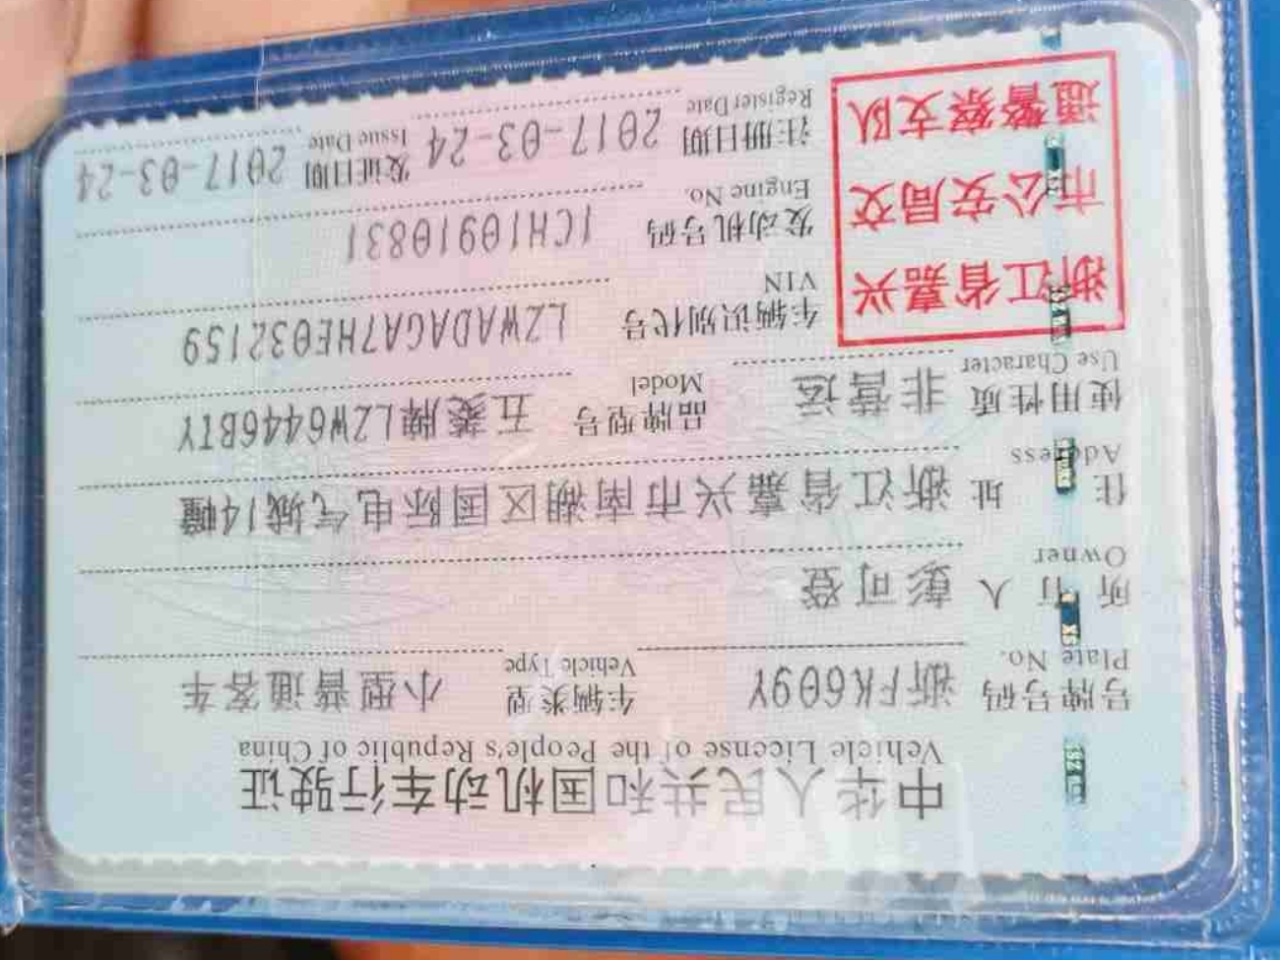 中华人民共和国机动车行驶证
Vehicle License of the People's Republic of China
号牌号码 浙FK609Y 车辆类型 小型普通客车
Plate No. Vehicle Type
所有人 彭可登
Owner
住址 浙江省嘉兴市南湖区国际电气城14幢
Address
使用性质 非营运 品牌型号 五菱牌LZW6446BTY
Use Character Model
浙江省嘉兴
市公安局交
通警察支队
车辆识别代号 LZWADAGA7HE032159
VIN
发动机号码 1CH10910831
Engine No.
注册日期 2017-03-24 发证日期 2017-03-24
Register Date Issue Date